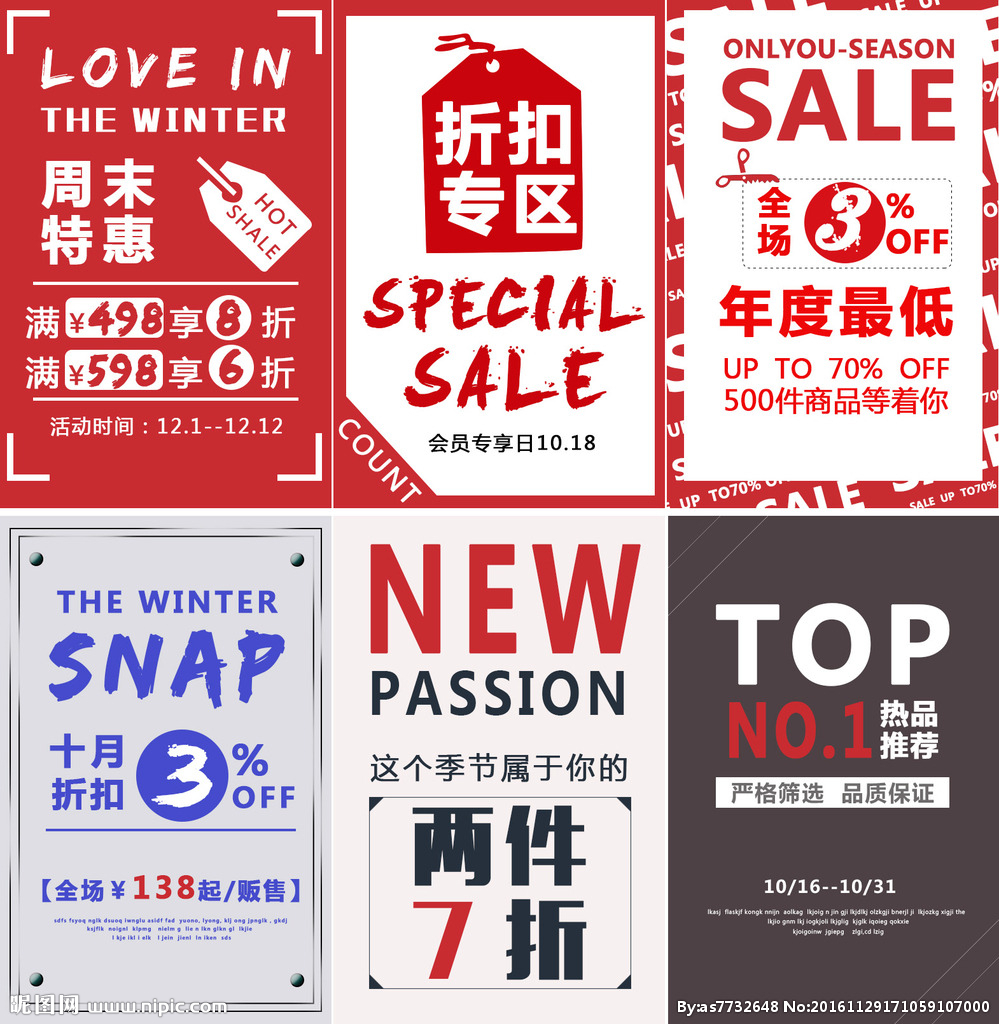 LOVE IN
THE WINTER
周末
特惠
HOT
SHALE
满¥498享8折
满¥598享6折
活动时间：12.1--12.12
折扣
专区
SPECIAL
SALE
COUNT
会员专享日10.18
ONLYOU-SEASON
SALE
全场
3% OFF
年度最低
UP TO 70% OFF
500件商品等着你
SALE UP TO70%
THE WINTER
SNAP
十月
折扣
3% OFF
【全场¥138起/贩售】
NEW
PASSION
这个季节属于你的
两件
7折
TOP
NO.1
热品
推荐
严格筛选 品质保证
10/16--10/31
昵图网 www.nipic.com
By:as7732648 No:20161129171059107000